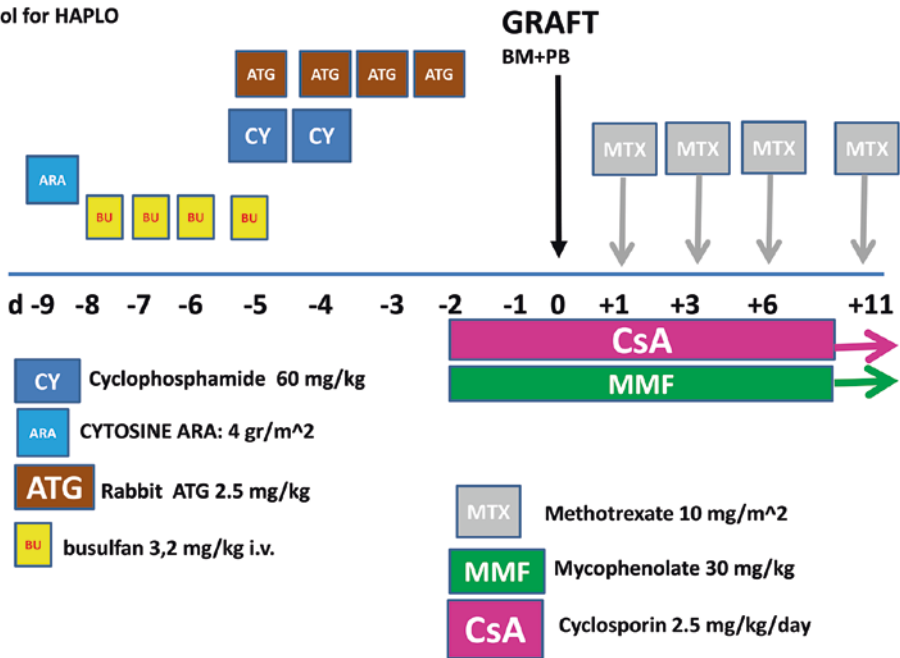 ol for HAPLO
GRAFT
BM+PB
ATG ATG ATG ATG
CY CY
MTX MTX MTX MTX
ARA
BU BU BU BU
d -9 -8 -7 -6 -5 -4 -3 -2 -1 0 +1 +3 +6 +11
CsA
MMF
CY Cyclophosphamide 60 mg/kg
ARA CYTOSINE ARA: 4 gr/m^2
ATG Rabbit ATG 2.5 mg/kg
BU busulfan 3,2 mg/kg i.v.
MTX Methotrexate 10 mg/m^2
MMF Mycophenolate 30 mg/kg
CsA Cyclosporin 2.5 mg/kg/day